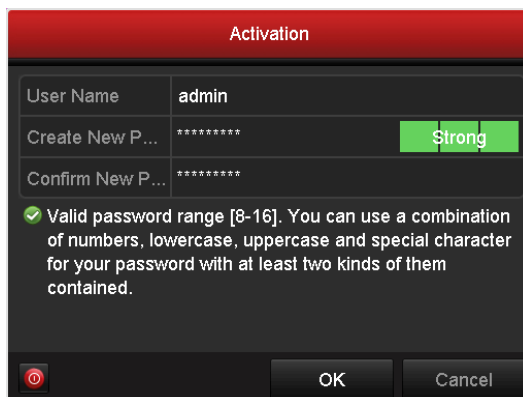 Activation
User Name admin
Create New P... ********* Strong
Confirm New P... *********
Valid password range [8-16]. You can use a combination
of numbers, lowercase, uppercase and special character
for your password with at least two kinds of them
contained.
OK Cancel